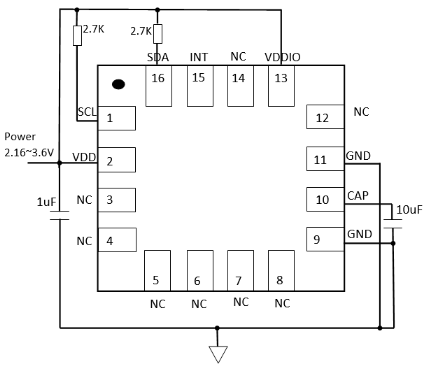 2.7K
2.7K
SDA INT NC VDDIO
16 15 14 13
SCL 1
12 NC
Power
2.16~3.6V
VDD 2
11 GND
NC 3
10 CAP
1uF
10uF
NC 4
9 GND
5 6 7 8
NC NC NC NC